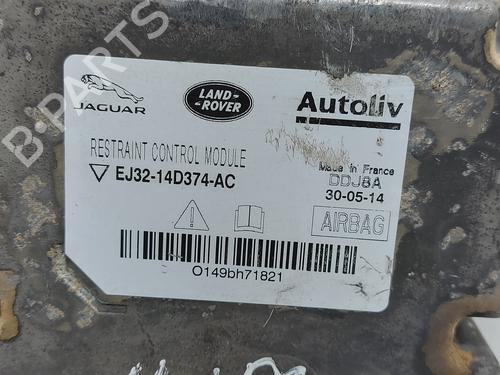 B-PARTS
JAGUAR
LAND-
ROVER
Autoliv
RESTRAINT CONTROL MODULE
EJ32-14D374-AC
Made in France
DDJ8A
30-05-14
AIRBAG
O149bh71821